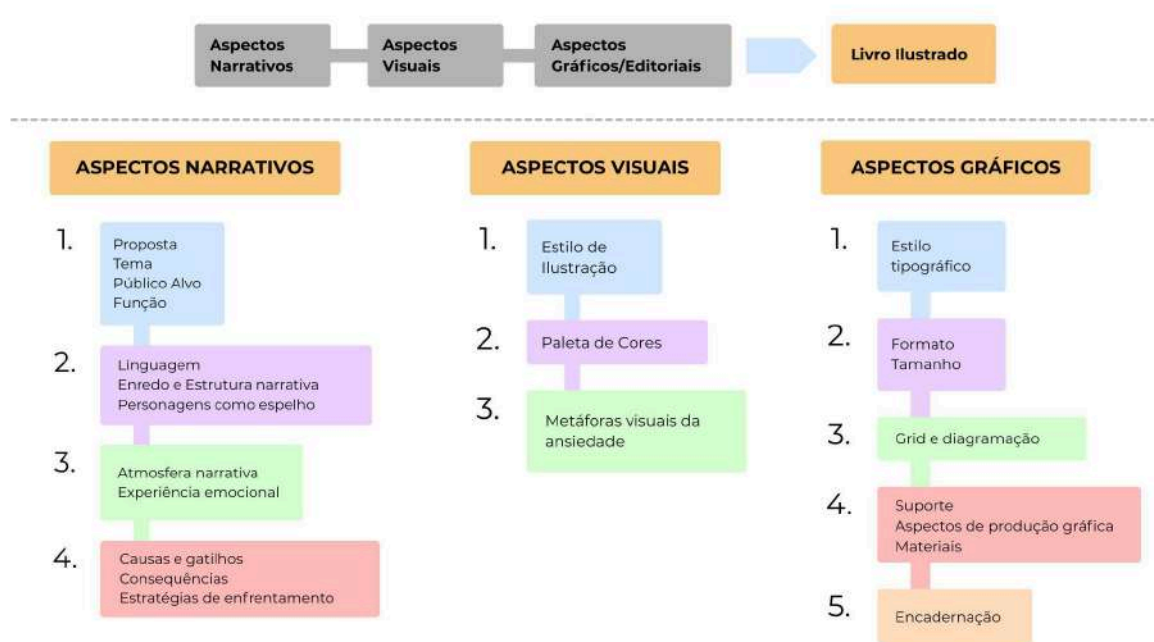 Aspectos
Narrativos
Aspectos
Visuais
Aspectos
Gráficos/Editoriais
Livro Ilustrado
ASPECTOS NARRATIVOS
1.
Proposta
Tema
Público Alvo
Função
2.
Linguagem
Enredo e Estrutura narrativa
Personagens como espelho
3.
Atmosfera narrativa
Experiência emocional
4.
Causas e gatilhos
Consequências
Estratégias de enfrentamento
ASPECTOS VISUAIS
1.
Estilo de
Ilustração
2.
Paleta de Cores
3.
Metáforas visuais da
ansiedade
ASPECTOS GRÁFICOS
1.
Estilo
tipográfico
2.
Formato
Tamanho
3.
Grid e diagramação
4.
Suporte
Aspectos de produção gráfica
Materiais
5.
Encadernação